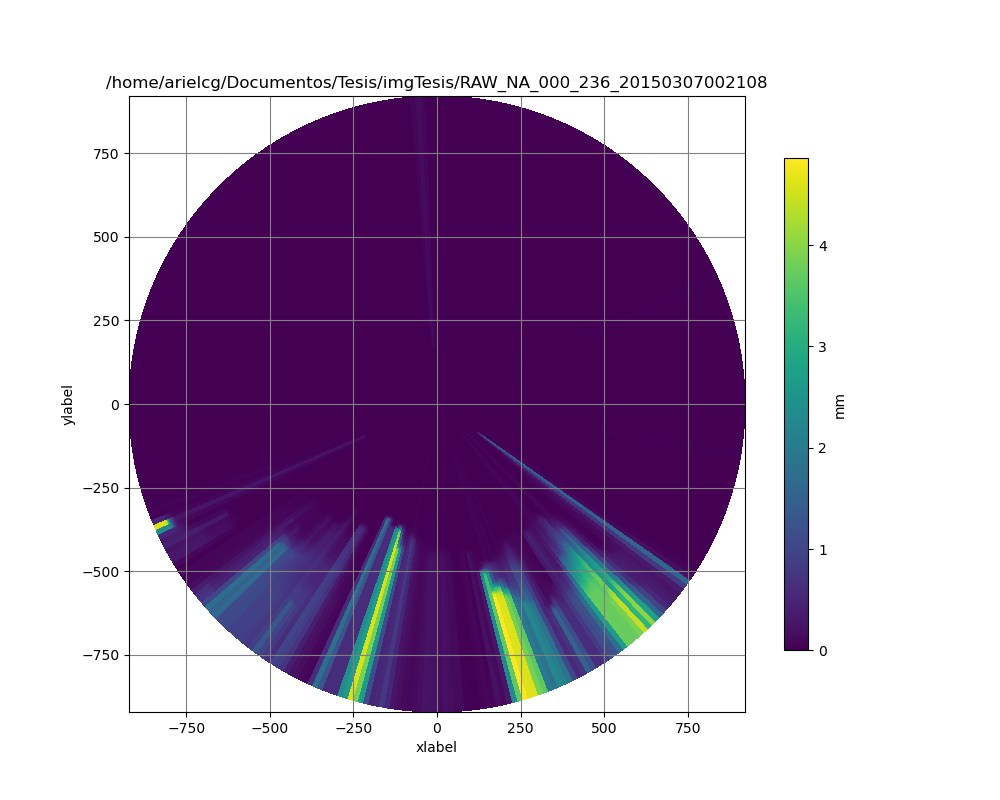 /home/arielcg/Documentos/Tesis/imgTesis/RAW_NA_000_236_20150307002108
750
500
250
0
−250
−500
−750
ylabel
−750 −500 −250 0 250 500 750
xlabel
4
3
2
1
0
mm